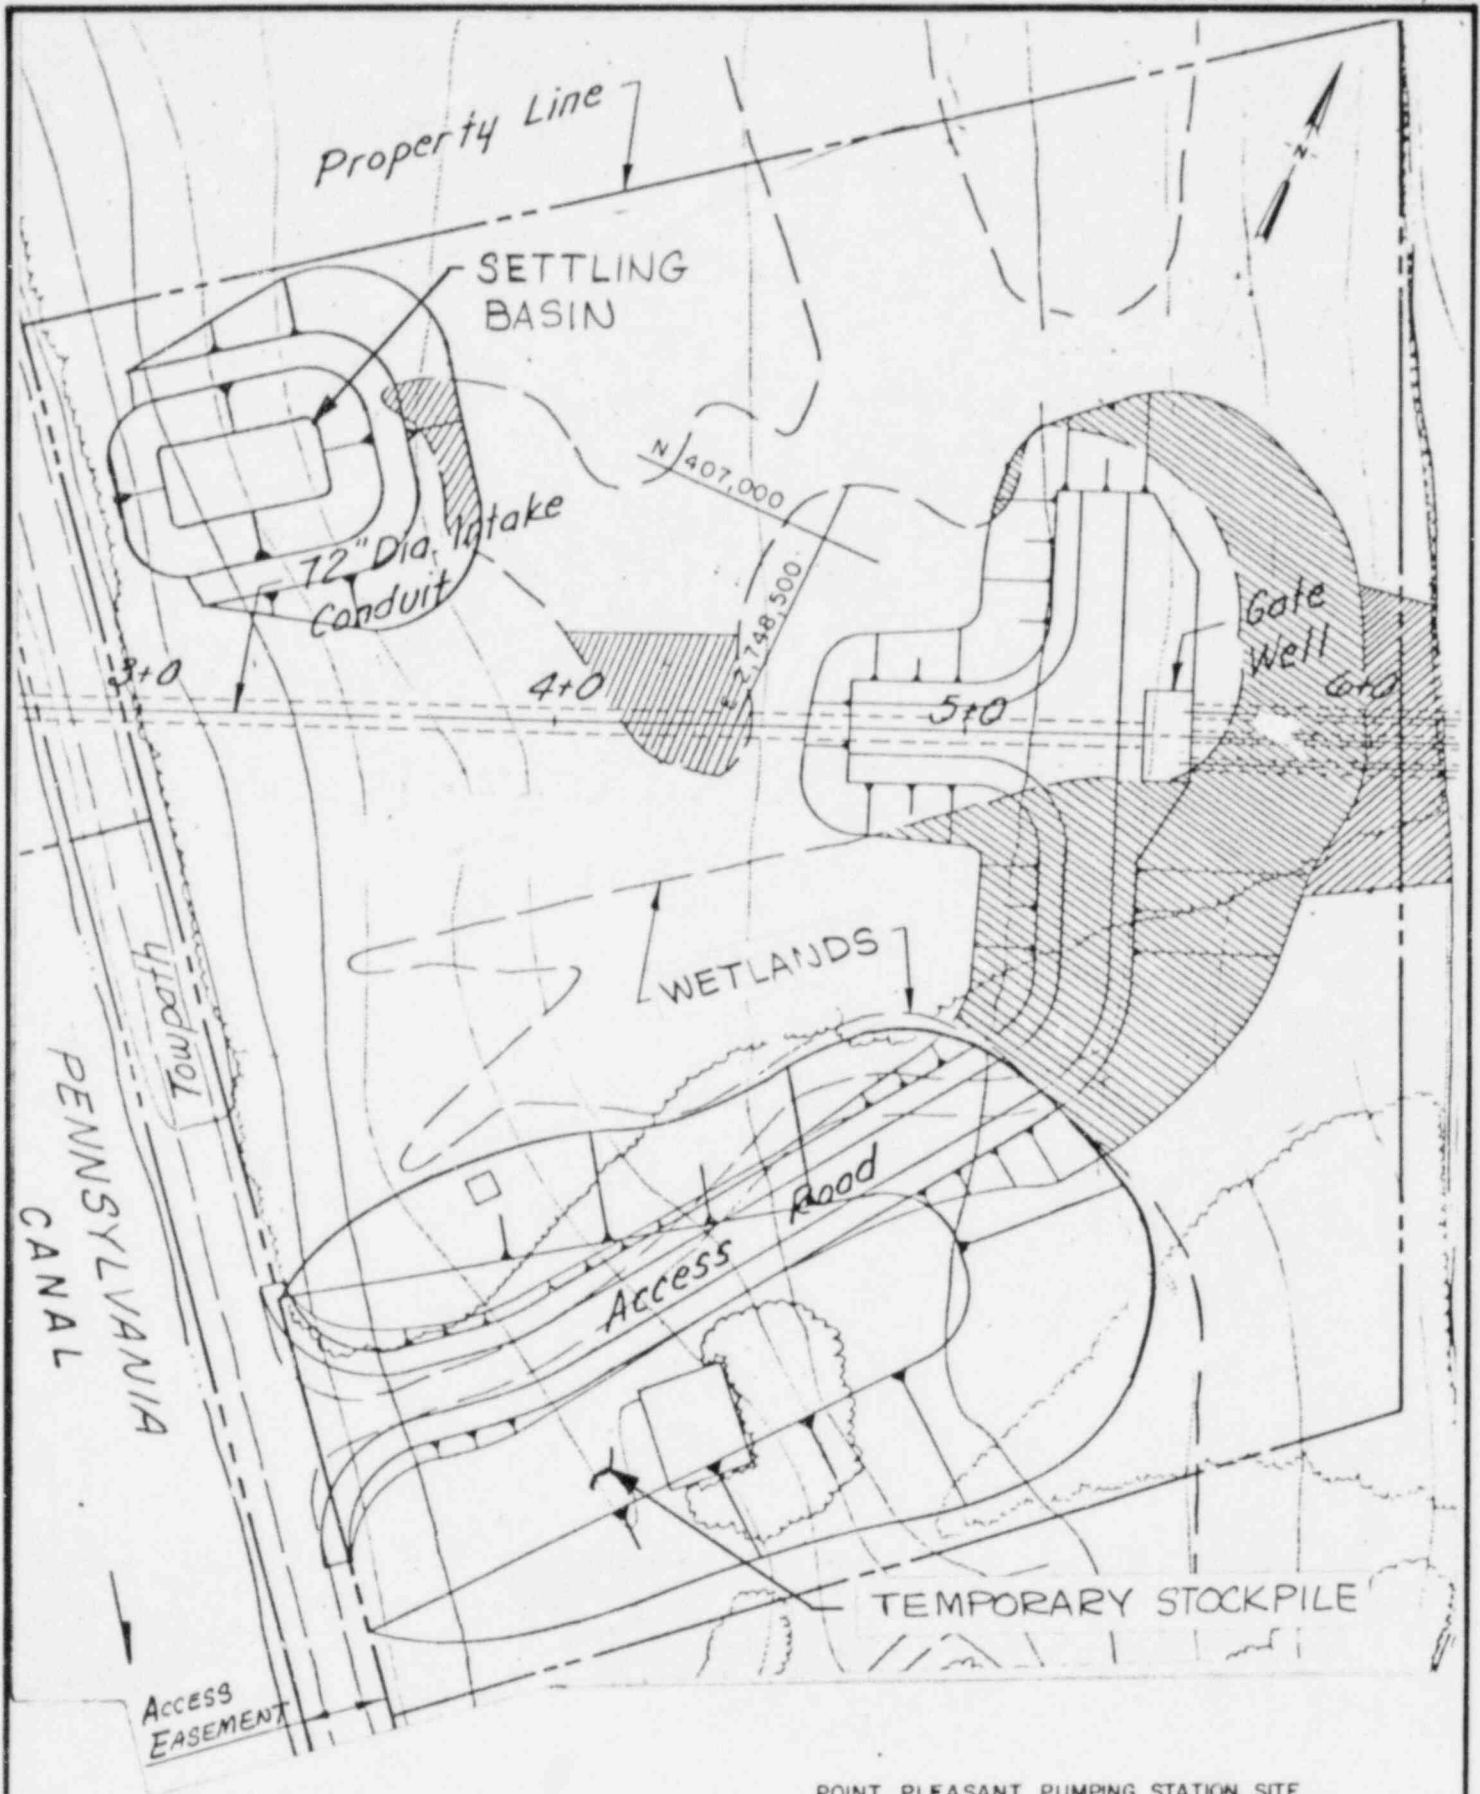 Property Line
N
SETTLING
BASIN
N 407,000
72" Dia. Intake
Conduit
E 2,748,500
Gate
Well
3+0
4+0
5+0
6+0
WETLANDS
Towpath
PENNSYLVANIA
CANAL
Access Road
TEMPORARY STOCKPILE
ACCESS
EASEMENT
POINT PLEASANT PUMPING STATION SITE